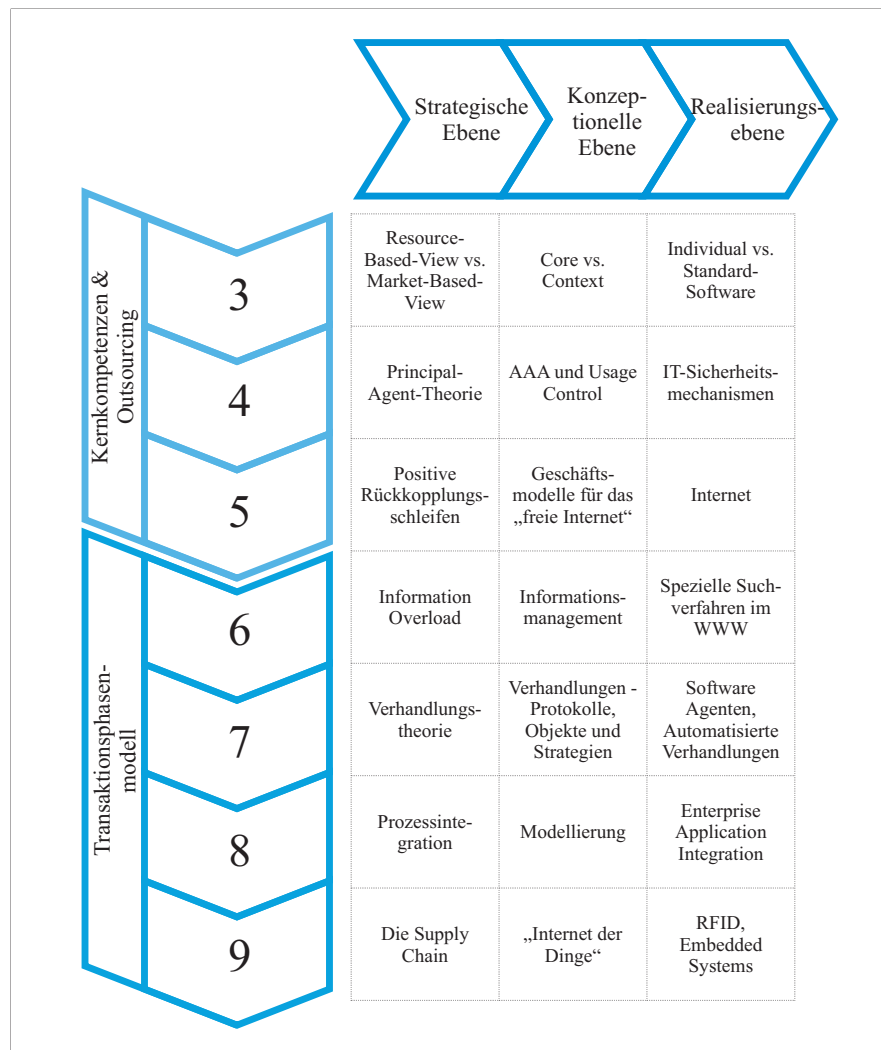 Strategische
Ebene
Konzep-
tionelle
Ebene
Realisierungs-
ebene
Kernkompetenzen &
Outsourcing
3
Resource-
Based-View vs.
Market-Based-
View
Core vs.
Context
Individual vs.
Standard-
Software
4
Principal-
Agent-Theorie
AAA und Usage
Control
IT-Sicherheits-
mechanismen
5
Positive
Rückkopplungs-
schleifen
Geschäfts-
modelle für das
„freie Internet“
Internet
Transaktionsphasen-
modell
6
Information
Overload
Informations-
management
Spezielle Such-
verfahren im
WWW
7
Verhandlungs-
theorie
Verhandlungen -
Protokolle,
Objekte und
Strategien
Software
Agenten,
Automatisierte
Verhandlungen
8
Prozessinte-
gration
Modellierung
Enterprise
Application
Integration
9
Die Supply
Chain
„Internet der
Dinge“
RFID,
Embedded
Systems